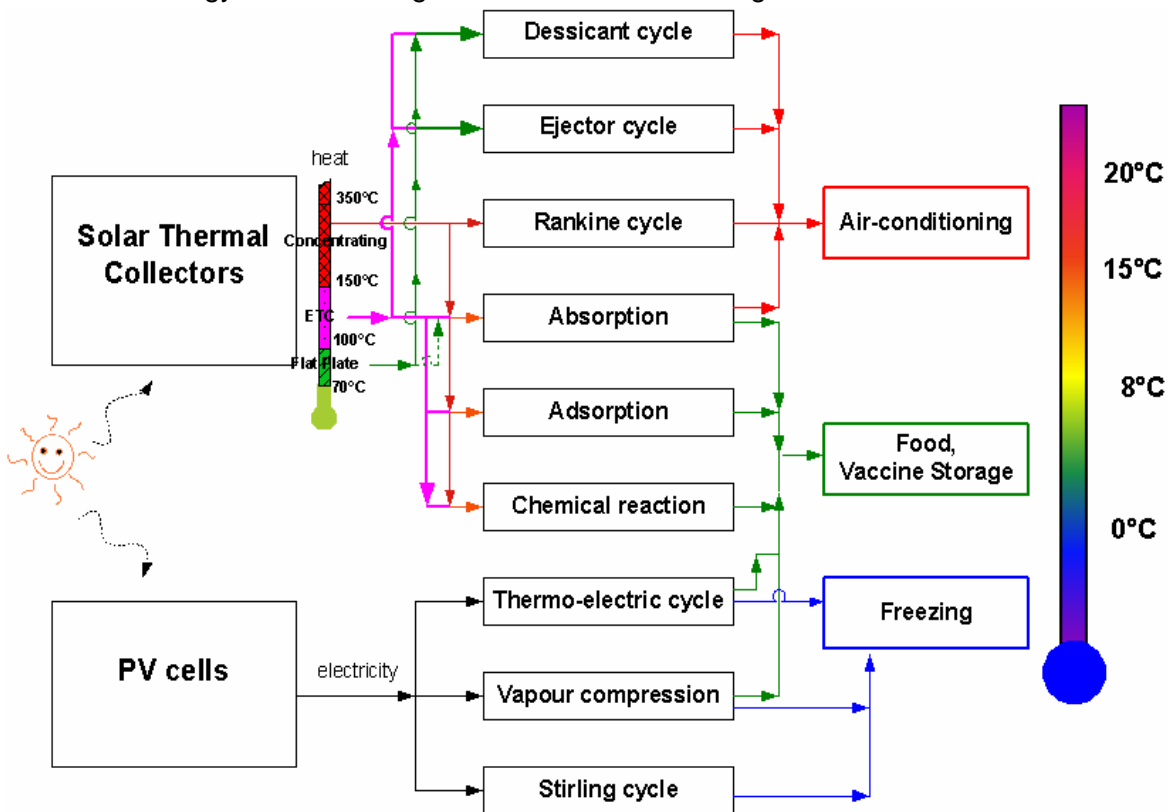 Dessicant cycle
Ejector cycle
heat
350°C
Solar Thermal
Collectors
Concentrating
Rankine cycle
Air-conditioning
20°C
15°C
150°C
ETC
Absorption
100°C
Flat Plate
70°C
8°C
Adsorption
Food,
Vaccine Storage
Chemical reaction
0°C
Thermo-electric cycle
Freezing
PV cells
electricity
Vapour compression
Stirling cycle